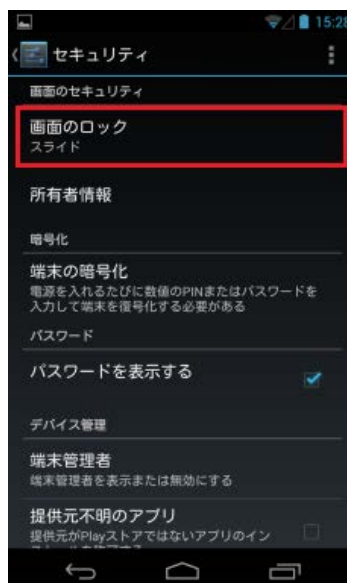 15:28
セキュリティ
画面のセキュリティ
画面のロック
スライド
所有者情報
暗号化
端末の暗号化
電源を入れるたびに数値のPINまたはパスワードを
入力して端末を復号化する必要がある
パスワード
パスワードを表示する
デバイス管理
端末管理者
端末管理者を表示または無効にする
提供元不明のアプリ
提供元がPlayストアではないアプリのイン